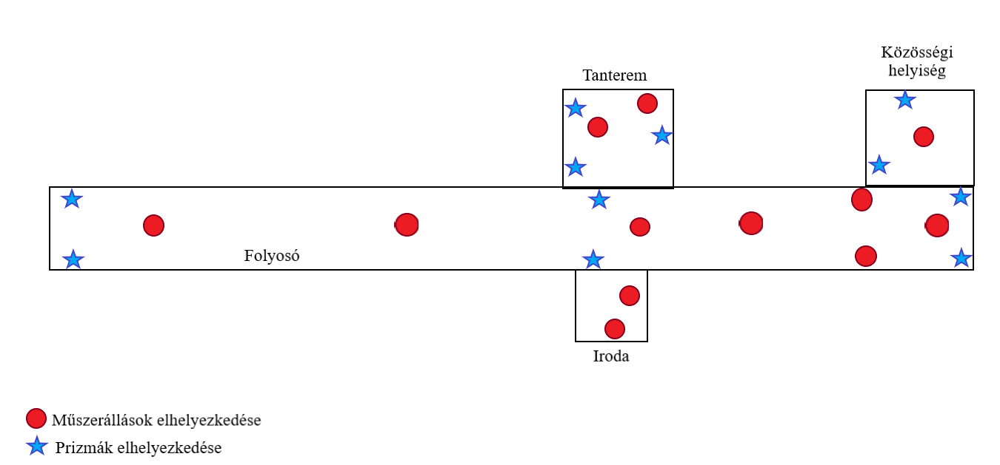 Közösségi
helyiség
Tanterem
Folyosó
Iroda
Műszerállások elhelyezkedése
Prizmák elhelyezkedése